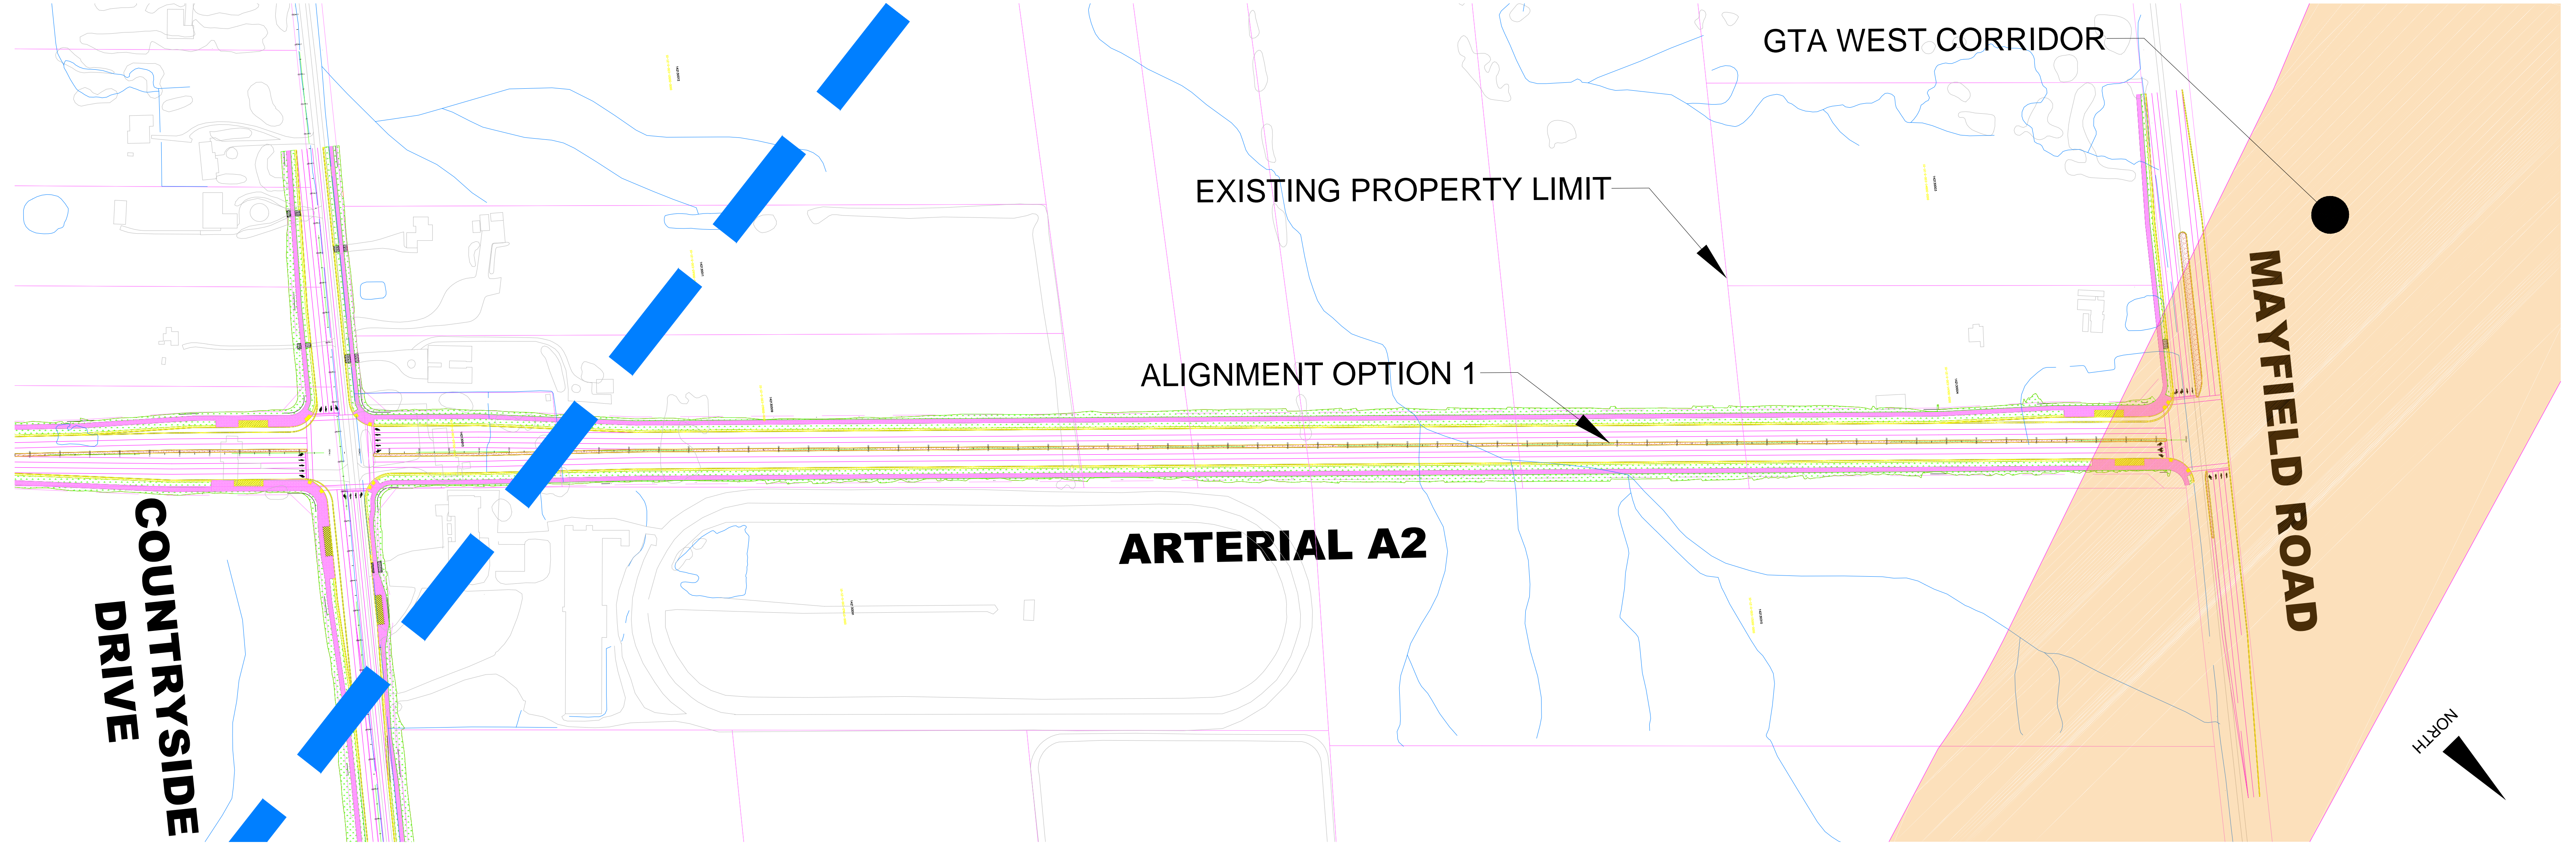 GTA WEST CORRIDOR
EXISTING PROPERTY LIMIT
ALIGNMENT OPTION 1
ARTERIAL A2
COUNTRYSIDE
DRIVE
MAYFIELD ROAD
NORTH